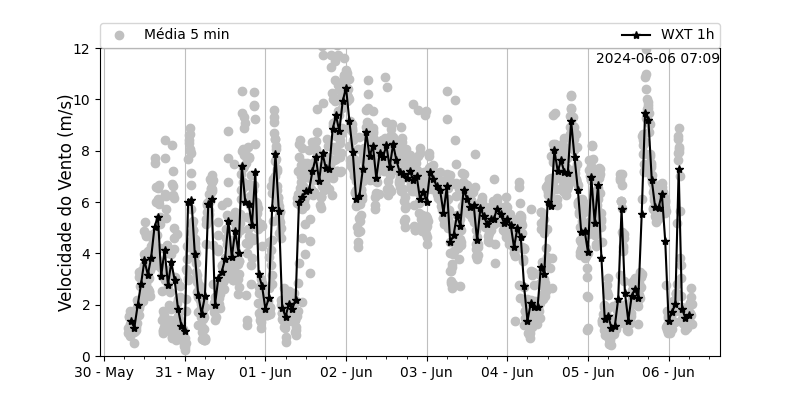 Média 5 min
WXT 1h
2024-06-06 07:09
Velocidade do Vento (m/s)
12
10
8
6
4
2
0
30 - May
31 - May
01 - Jun
02 - Jun
03 - Jun
04 - Jun
05 - Jun
06 - Jun